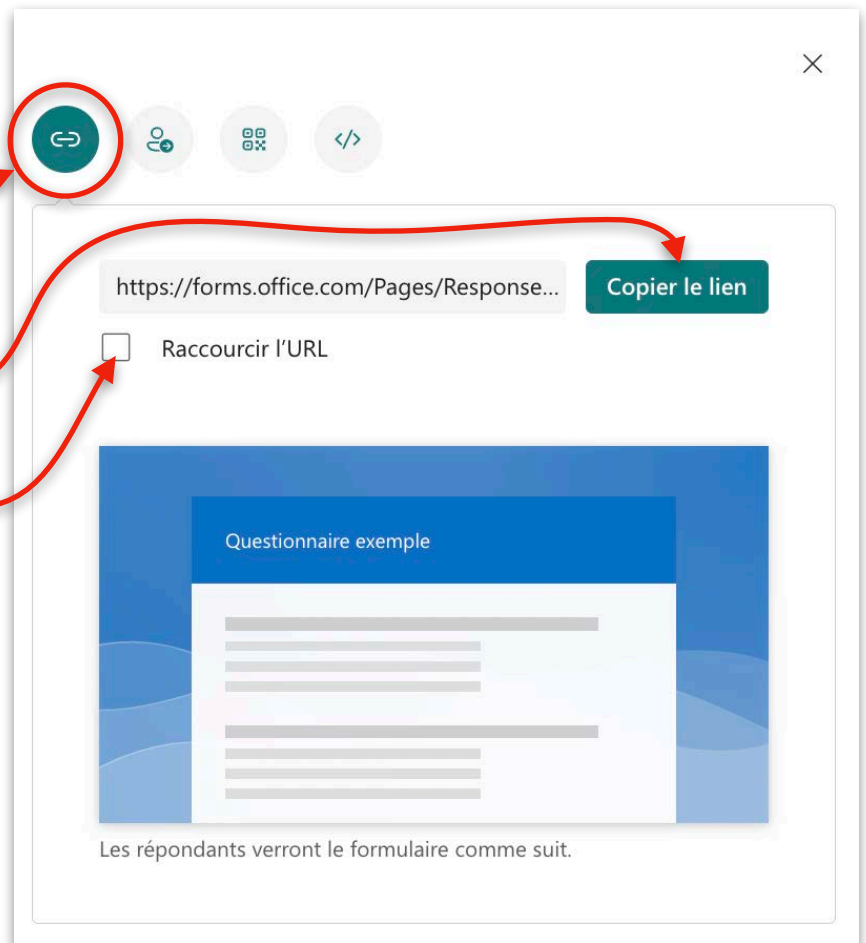 https://forms.office.com/Pages/Response...
Copier le lien
Raccourcir l’URL
Questionnaire exemple
Les répondants verront le formulaire comme suit.